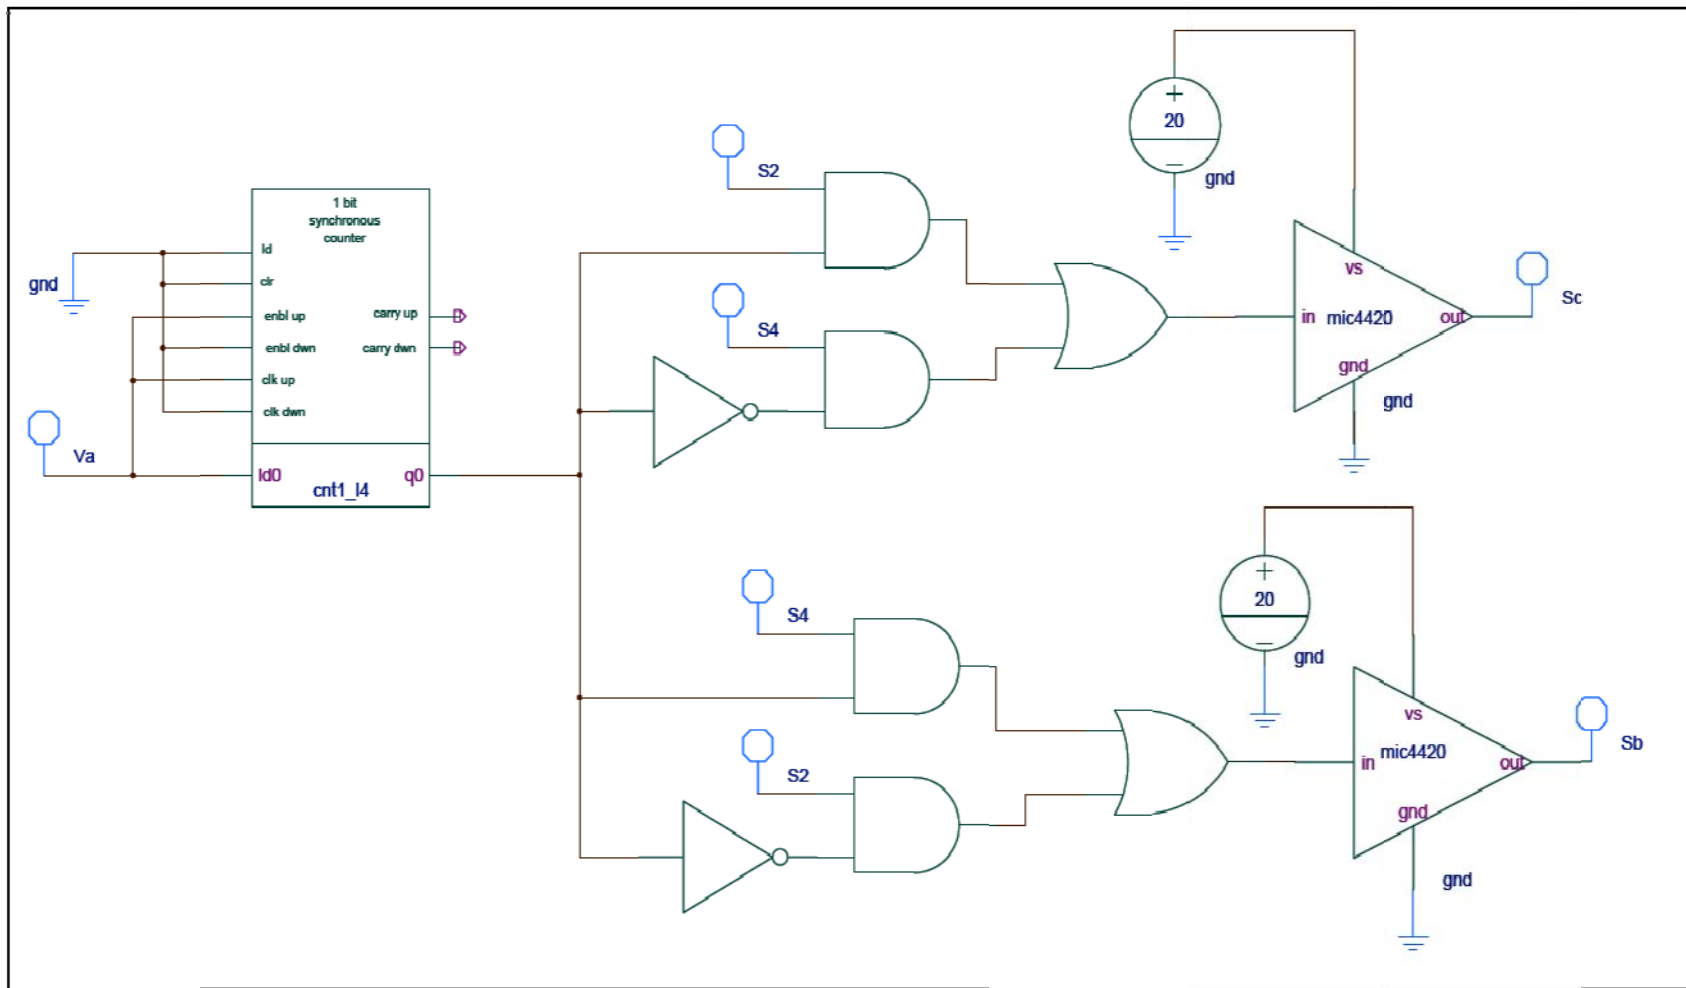 1 bit
synchronous
counter
ld
clr
enbl up
enbl dwn
clk up
clk dwn
carry up
carry dwn
ld0
q0
cnt1_l4
gnd
Va
S2
S4
20
gnd
vs
in
mic4420
out
gnd
gnd
Sc
S4
S2
20
gnd
vs
in
mic4420
out
gnd
gnd
Sb